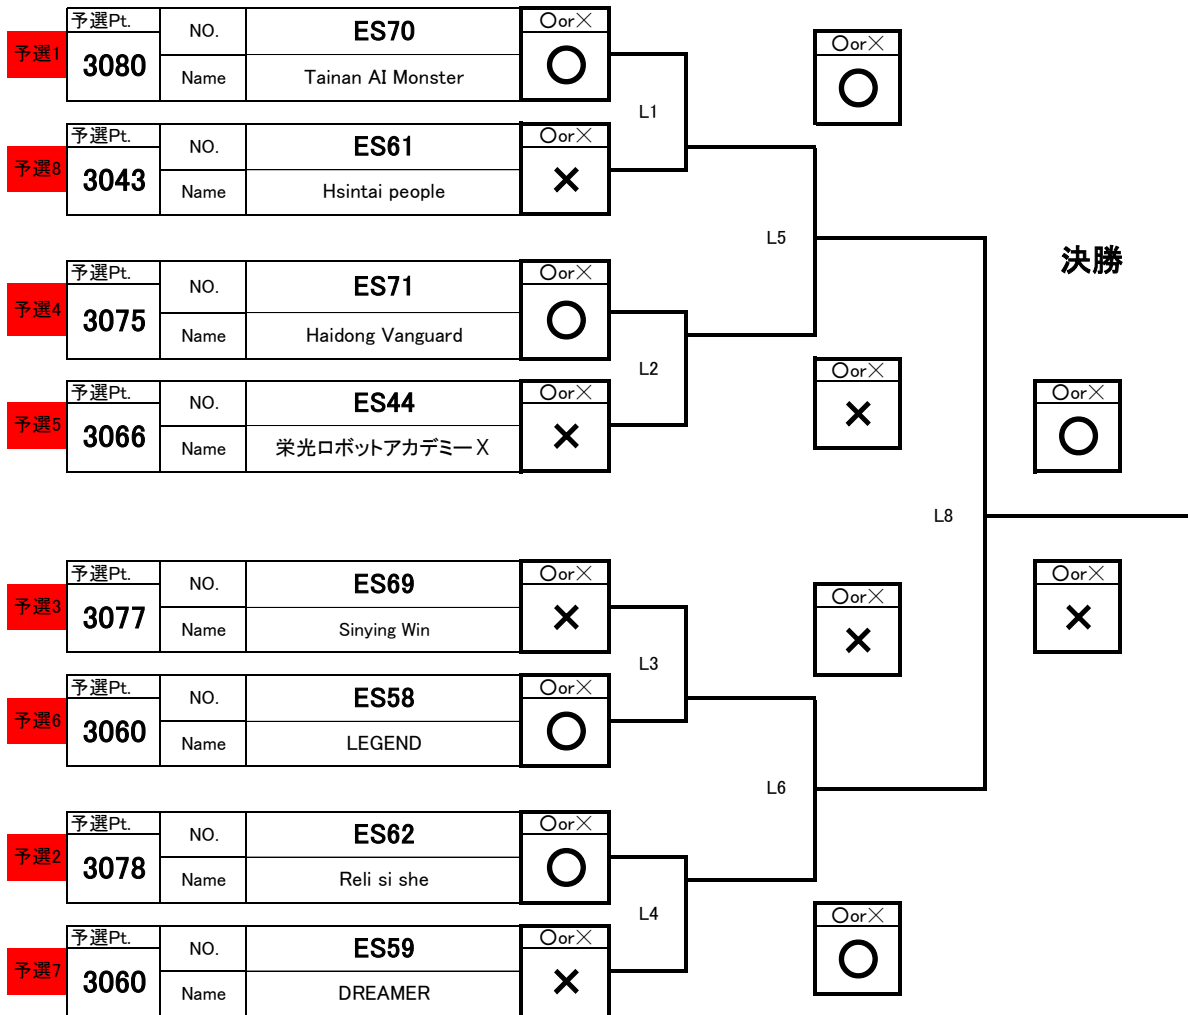 予選1
予選Pt.
3080
NO.
ES70
Name
Tainan AI Monster
〇or×
〇
L1
〇or×
〇
予選8
予選Pt.
3043
NO.
ES61
Name
Hsintai people
〇or×
×
L5
決勝
予選4
予選Pt.
3075
NO.
ES71
Name
Haidong Vanguard
〇or×
〇
L2
〇or×
×
予選5
予選Pt.
3066
NO.
ES44
Name
栄光ロボットアカデミーX
〇or×
×
〇or×
〇
L8
予選3
予選Pt.
3077
NO.
ES69
Name
Sinying Win
〇or×
×
L3
〇or×
×
〇or×
×
予選6
予選Pt.
3060
NO.
ES58
Name
LEGEND
〇or×
〇
L6
予選2
予選Pt.
3078
NO.
ES62
Name
Reli si she
〇or×
〇
L4
〇or×
〇
予選7
予選Pt.
3060
NO.
ES59
Name
DREAMER
〇or×
×